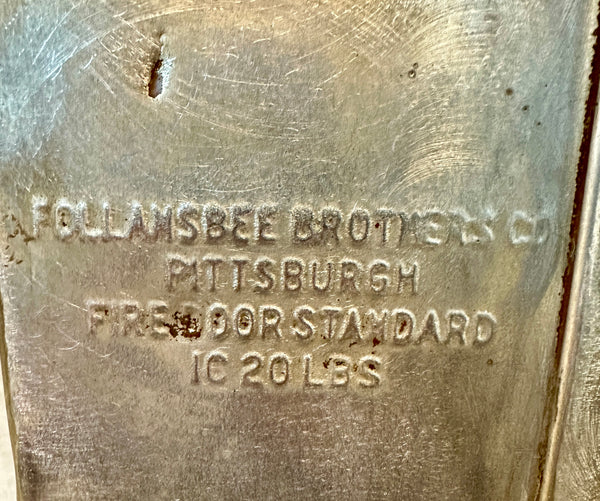 FOLLANSBEE BROTHERS CO
PITTSBURGH
FIRE DOOR STANDARD
IC 20 LBS